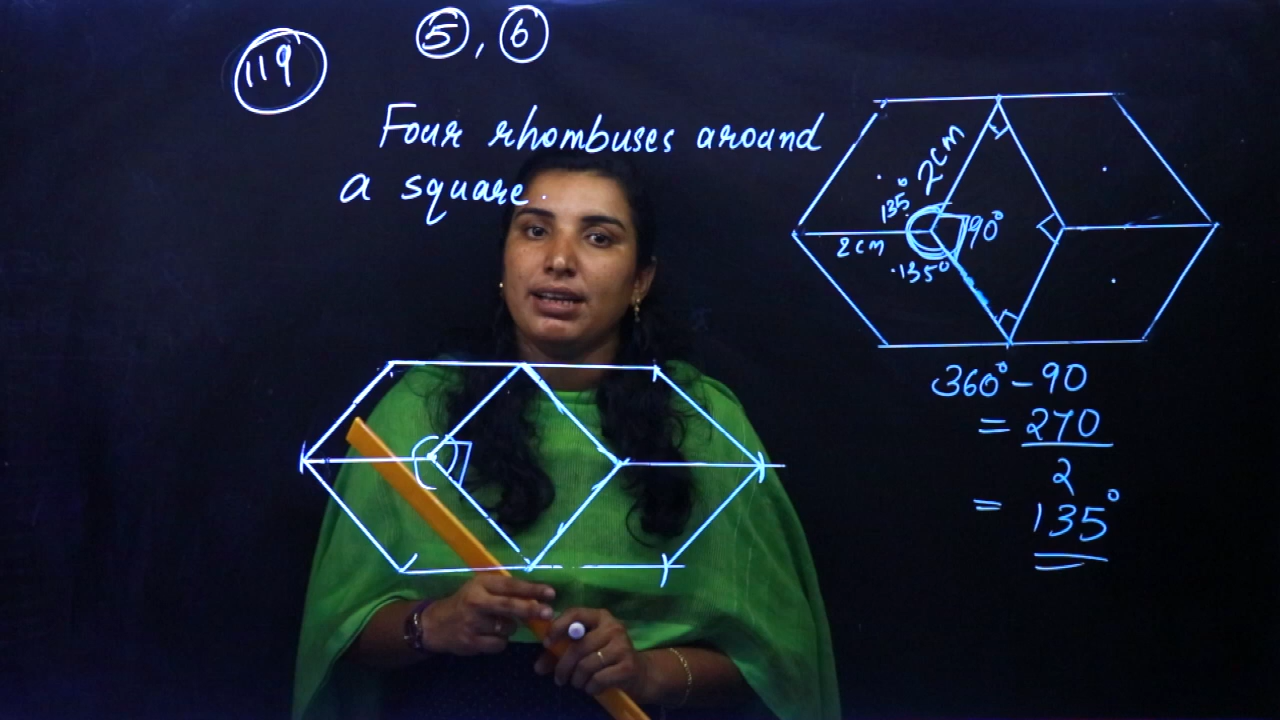 119
5, 6
Four rhombuses around
a square.
2cm
135°
90°
2cm
135°
360° - 90
= 270
2
= 135°